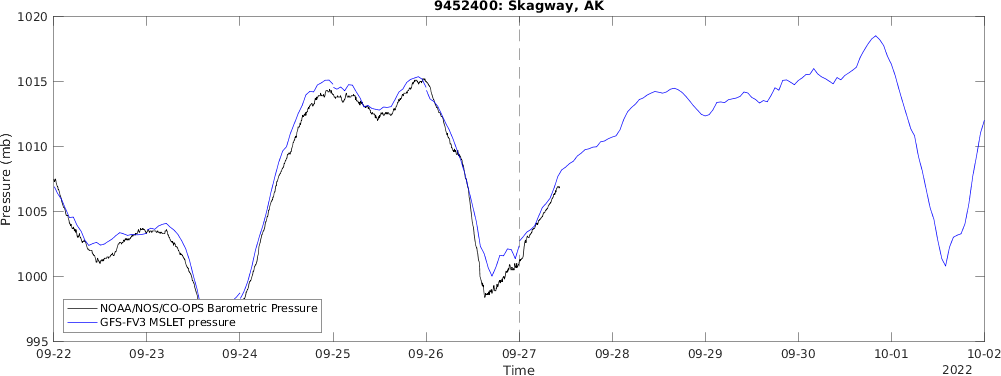 9452400: Skagway, AK
Pressure (mb)
1020
1015
1010
1005
1000
995
NOAA/NOS/CO-OPS Barometric Pressure
GFS-FV3 MSLET pressure
09-22 09-23 09-24 09-25 09-26 09-27 09-28 09-29 09-30 10-01 10-02
Time
2022